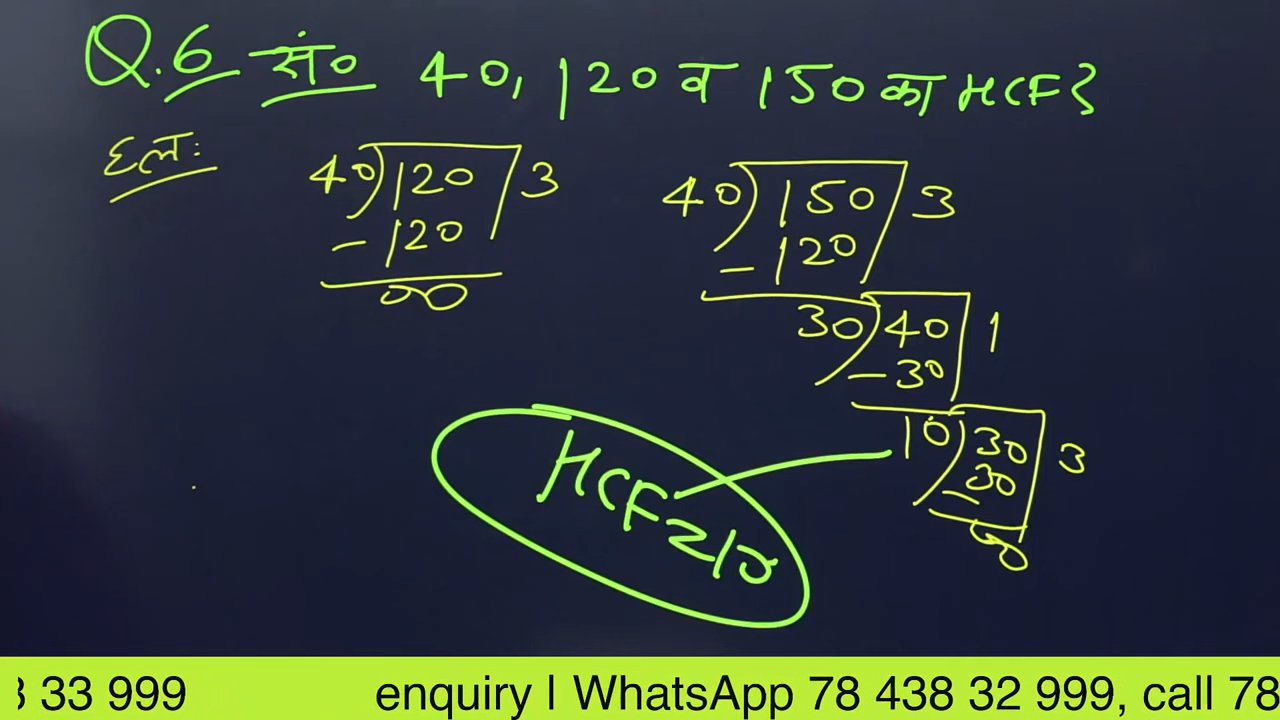 Q.6 सं० 40, 120 व 150 का HCF?
हलः
40)120(3
-120
00
40)150(3
-120
30)40(1
-30
10)30(3
-30
00
HCF=10
3 33 999 enquiry | WhatsApp 78 438 32 999, call 78